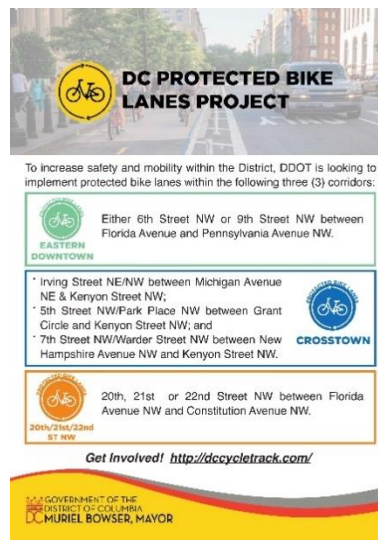 DC PROTECTED BIKE
LANES PROJECT
To increase safety and mobility within the District, DDOT is looking to
implement protected bike lanes within the following three (3) corridors:
EASTERN
DOWNTOWN
Either 6th Street NW or 9th Street NW between
Florida Avenue and Pennsylvania Avenue NW.
* Irving Street NE/NW between Michigan Avenue
NE & Kenyon Street NW;
* 5th Street NW/Park Place NW between Grant
Circle and Kenyon Street NW; and
* 7th Street NW/Warder Street NW between New
Hampshire Avenue NW and Kenyon Street NW.
PROTECTED BIKE LANES
CROSSTOWN
20th/21st/22nd
ST NW
20th, 21st or 22nd Street NW between Florida
Avenue NW and Constitution Avenue NW.
Get Involved! http://dccycletrack.com/
GOVERNMENT OF THE
DISTRICT OF COLUMBIA
DC MURIEL BOWSER, MAYOR